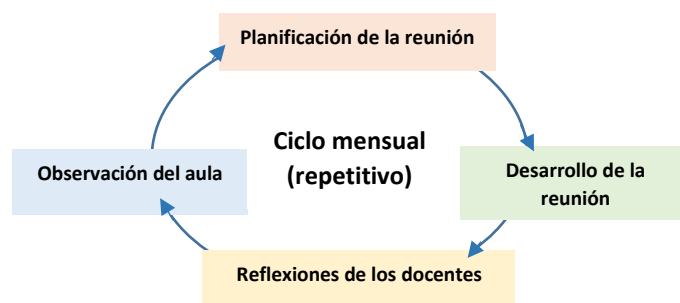 Planificación de la reunión
Ciclo mensual
(repetitivo)
Observación del aula
Desarrollo de la
reunión
Reflexiones de los docentes